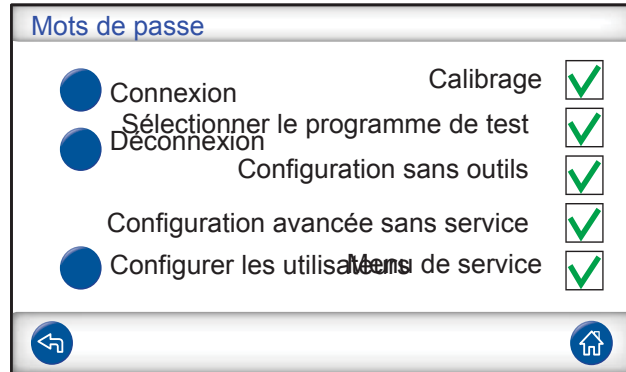 Mots de passe
Connexion
Calibrage
Sélectionner le programme de test
Déconnexion
Configuration sans outils
Configuration avancée sans service
Configurer les utilisateurs
Menu de service